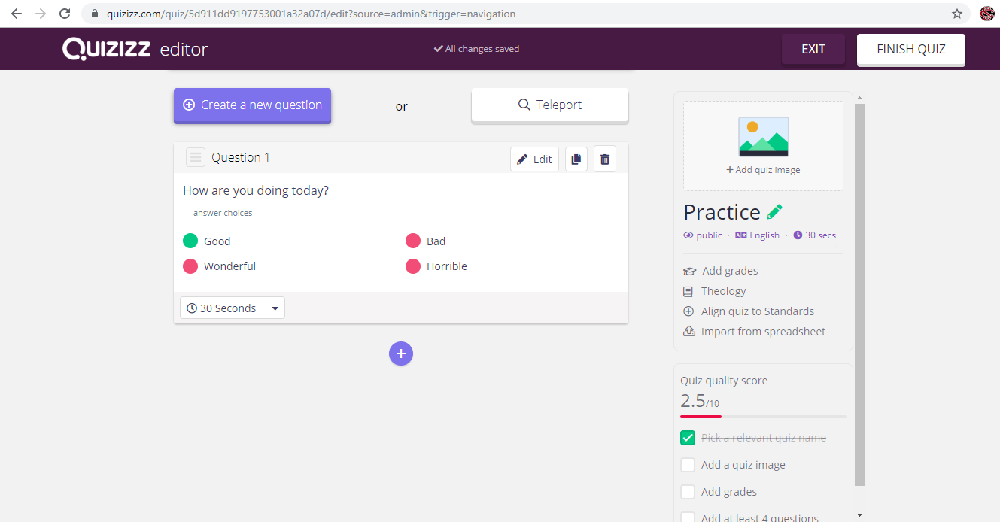 quizizz.com/quiz/5d911dd9197753001a32a07d/edit?source=admin&trigger=navigation
QUIZIZZ editor
All changes saved
EXIT
FINISH QUIZ
Create a new question
or
Teleport
Question 1
Edit
How are you doing today?
answer choices
Good
Bad
Wonderful
Horrible
30 Seconds
+ Add quiz image
Practice
public · English · 30 secs
Add grades
Theology
Align quiz to Standards
Import from spreadsheet
Quiz quality score
2.5/10
Pick a relevant quiz name
Add a quiz image
Add grades
Add at least 4 questions